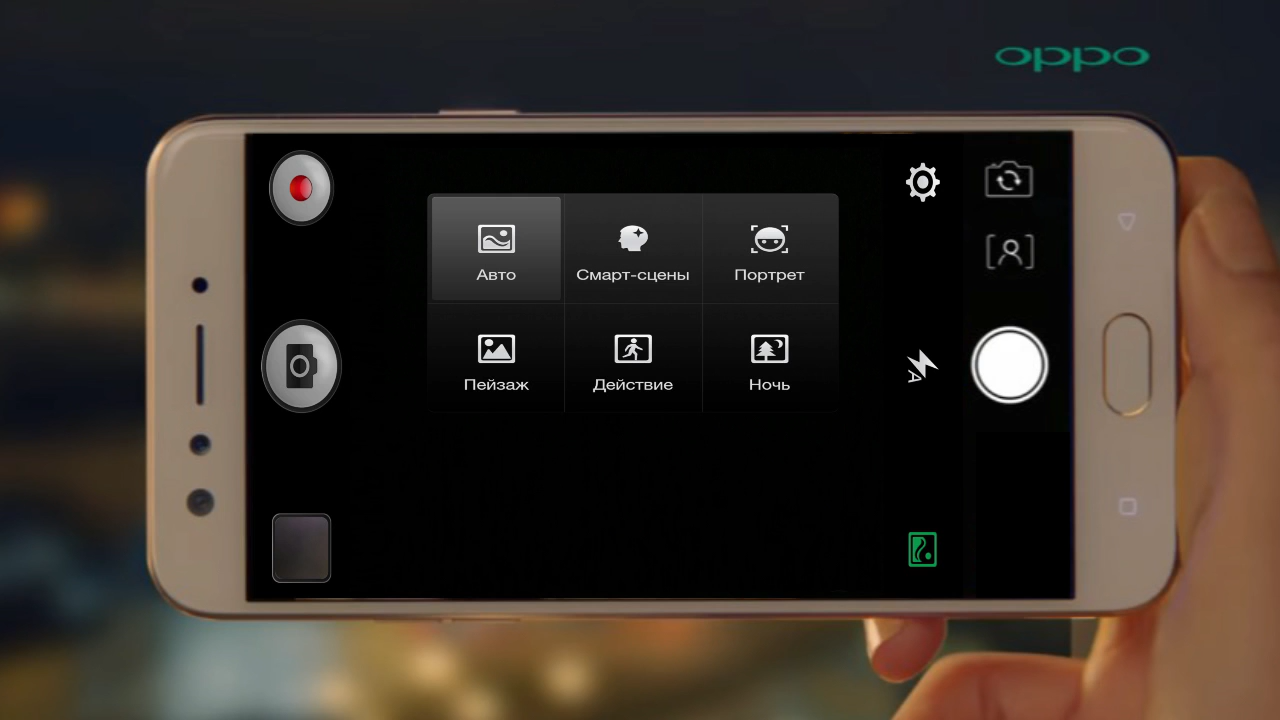 oppo
Авто
Смарт-сцены
Портрет
Пейзаж
Действие
Ночь
A